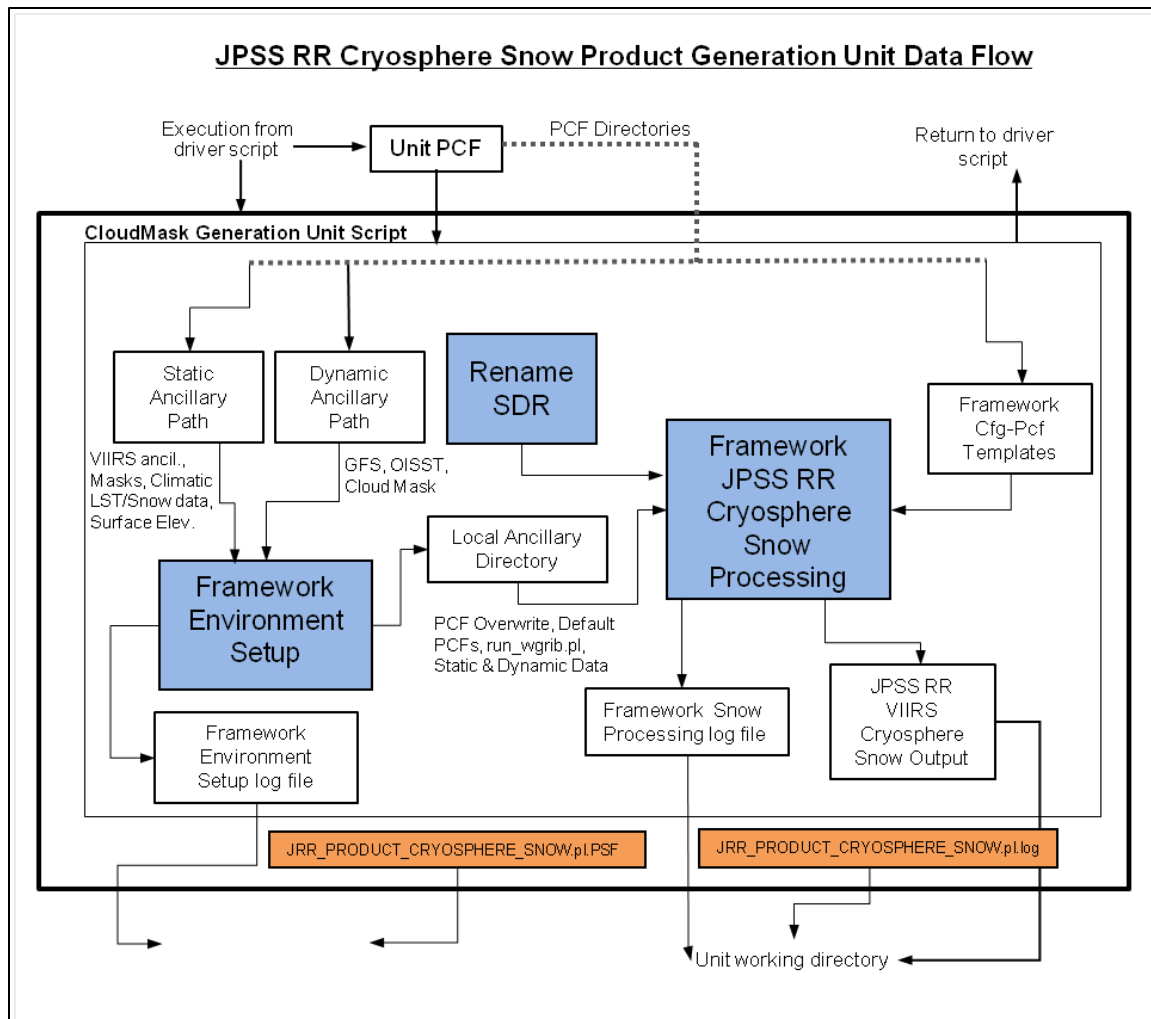 JPSS RR Cryosphere Snow Product Generation Unit Data Flow
Execution from
driver script
Unit PCF
PCF Directories
Return to driver
script
CloudMask Generation Unit Script
Static
Ancillary
Path
Dynamic
Ancillary
Path
Rename
SDR
Framework
JPSS RR
Cryosphere
Snow
Processing
Framework
Cfg-Pcf
Templates
VIIRS ancil.,
Masks, Climatic
LST/Snow data,
Surface Elev.
GFS, OISST,
Cloud Mask
Local Ancillary
Directory
Framework
Environment
Setup
PCF Overwrite, Default
PCFs, run_wgrib.pl,
Static & Dynamic Data
Framework
Environment
Setup log file
Framework Snow
Processing log file
JPSS RR
VIIRS
Cryosphere
Snow Output
JRR_PRODUCT_CRYOSPHERE_SNOW.pl.PSF
JRR_PRODUCT_CRYOSPHERE_SNOW.pl.log
Unit working directory